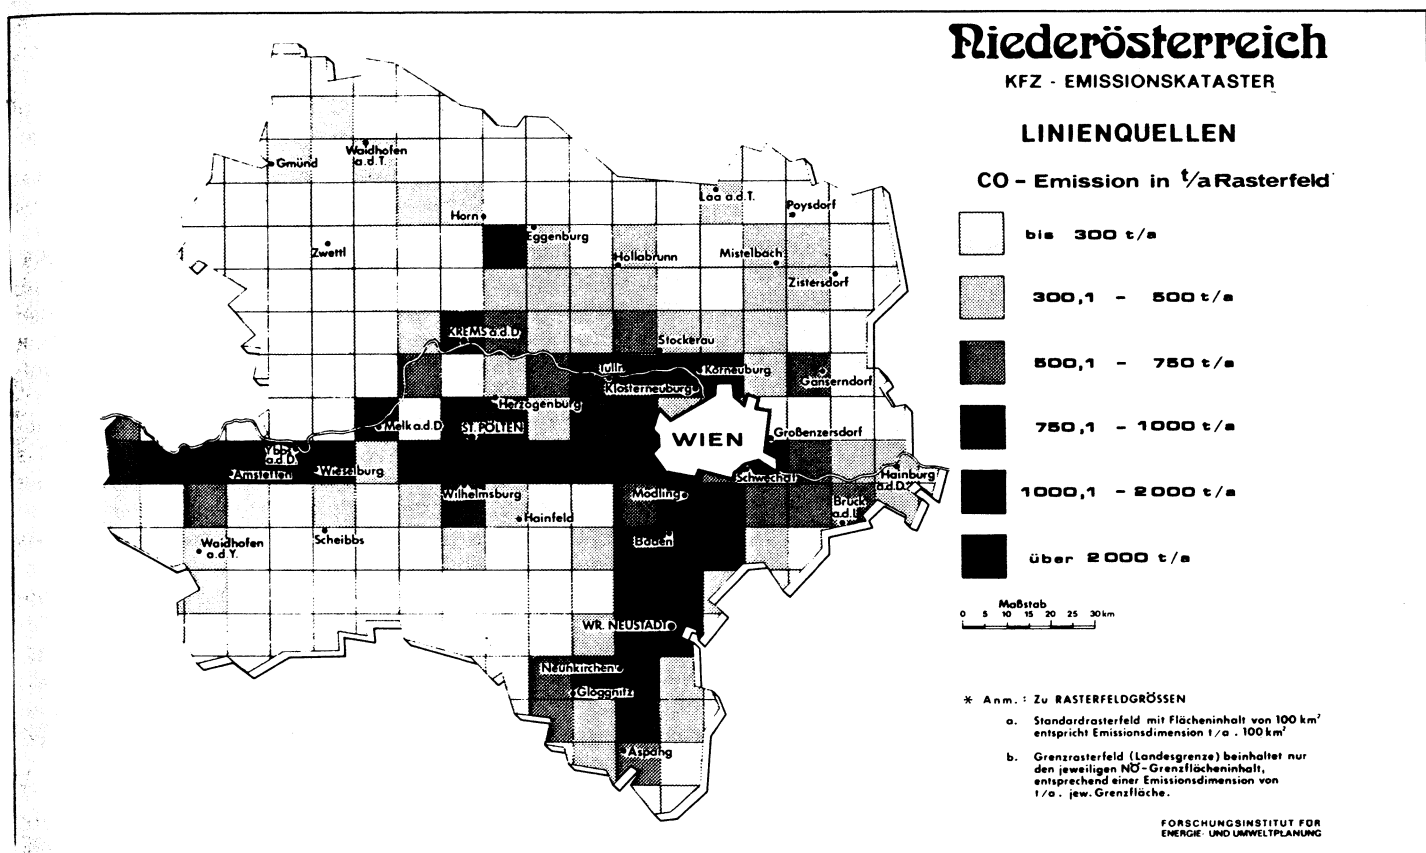 Niederösterreich
KFZ - EMISSIONSKATASTER
LINIENQUELLEN
CO - Emission in t/a Rasterfeld
bis 300 t/a
300,1 - 500 t/a
500,1 - 750 t/a
750,1 - 1000 t/a
1000,1 - 2000 t/a
über 2000 t/a
Maßstab
0 5 10 15 20 25 30km
* Anm. : Zu RASTERFELDGRÖSSEN
a. Standardrasterfeld mit Flächeninhalt von 100 km²
entspricht Emissionsdimension t/a . 100 km²
b. Grenzrasterfeld (Landesgrenze) beinhaltet nur
den jeweiligen NÖ-Grenzflächeninhalt,
entsprechend einer Emissionsdimension von
t/a . jew. Grenzfläche.
FORSCHUNGSINSTITUT FÜR
ENERGIE- UND UMWELTPLANUNG
Gmünd
Waidhofen
a.d.T.
Laa a.d.T.
Poysdorf
Horn
Eggenburg
Zwettl
Hollabrunn
Mistelbach
Zistersdorf
KREMS a.d.D.
Stockerau
Tulln
Korneuburg
Klosterneuburg
Gänserndorf
Herzogenburg
Melk a.d.D.
ST. PÖLTEN
WIEN
Großenzersdorf
Ybbs
a.d.D.
Amstetten
Wieselburg
Schwechat
Hainburg
a.d.D.
Wilhelmsburg
Mödling
Bruck
a.d.L.
Hainfeld
Scheibbs
Waidhofen
a.d.Y.
Baden
WR. NEUSTADT
Neunkirchen
Gloggnitz
Aspang